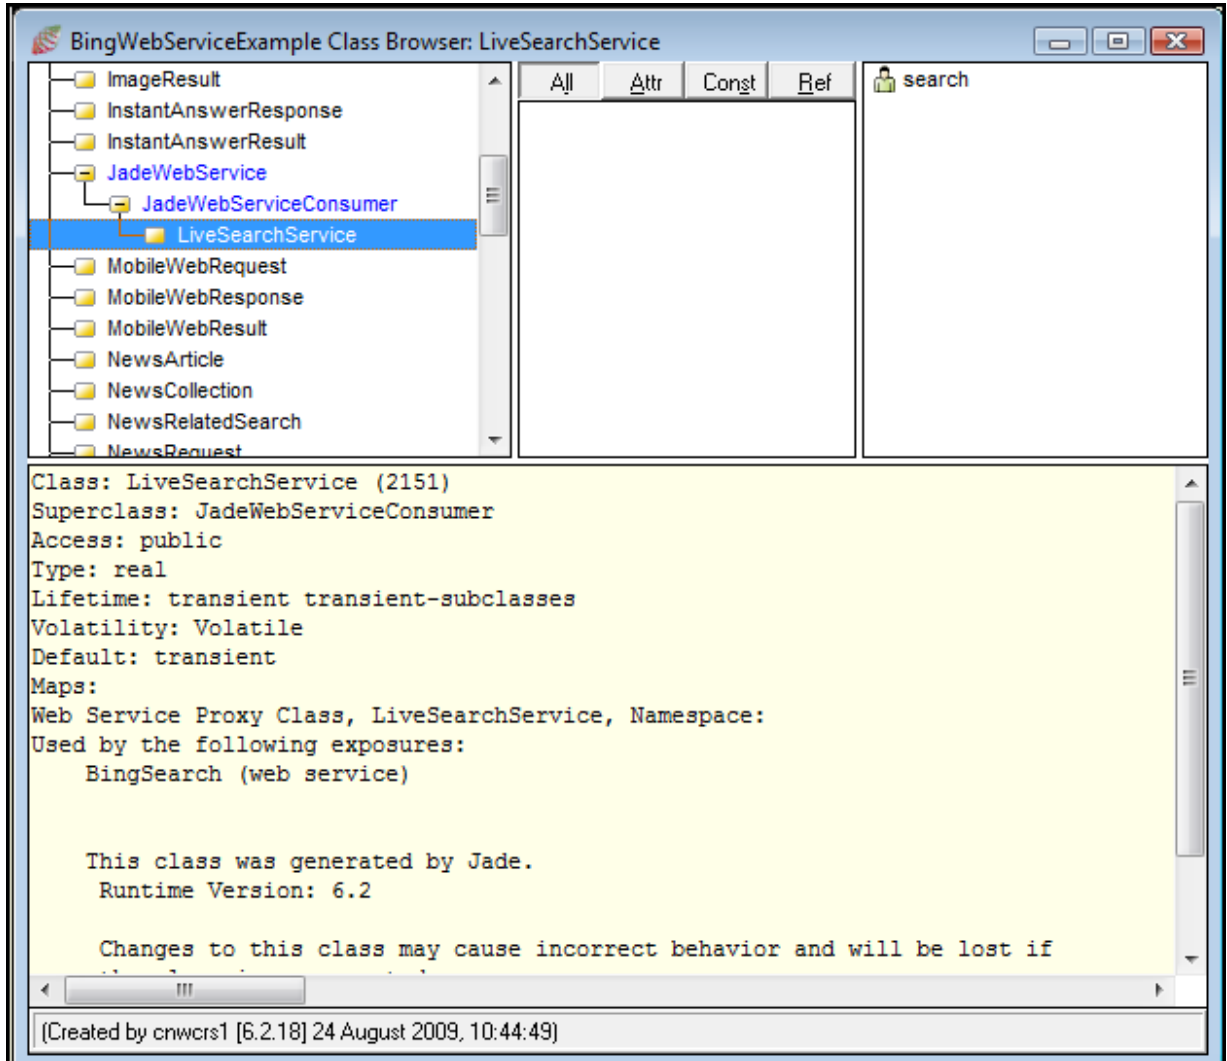 BingWebServiceExample Class Browser: LiveSearchService
ImageResult
InstantAnswerResponse
InstantAnswerResult
JadeWebService
JadeWebServiceConsumer
LiveSearchService
MobileWebRequest
MobileWebResponse
MobileWebResult
NewsArticle
NewsCollection
NewsRelatedSearch
NewsRequest
All Attr Const Ref
search
Class: LiveSearchService (2151)
Superclass: JadeWebServiceConsumer
Access: public
Type: real
Lifetime: transient transient-subclasses
Volatility: Volatile
Default: transient
Maps:
Web Service Proxy Class, LiveSearchService, Namespace:
Used by the following exposures:
BingSearch (web service)
This class was generated by Jade.
Runtime Version: 6.2
Changes to this class may cause incorrect behavior and will be lost if
(Created by cnwcrs1 [6.2.18] 24 August 2009, 10:44:49)